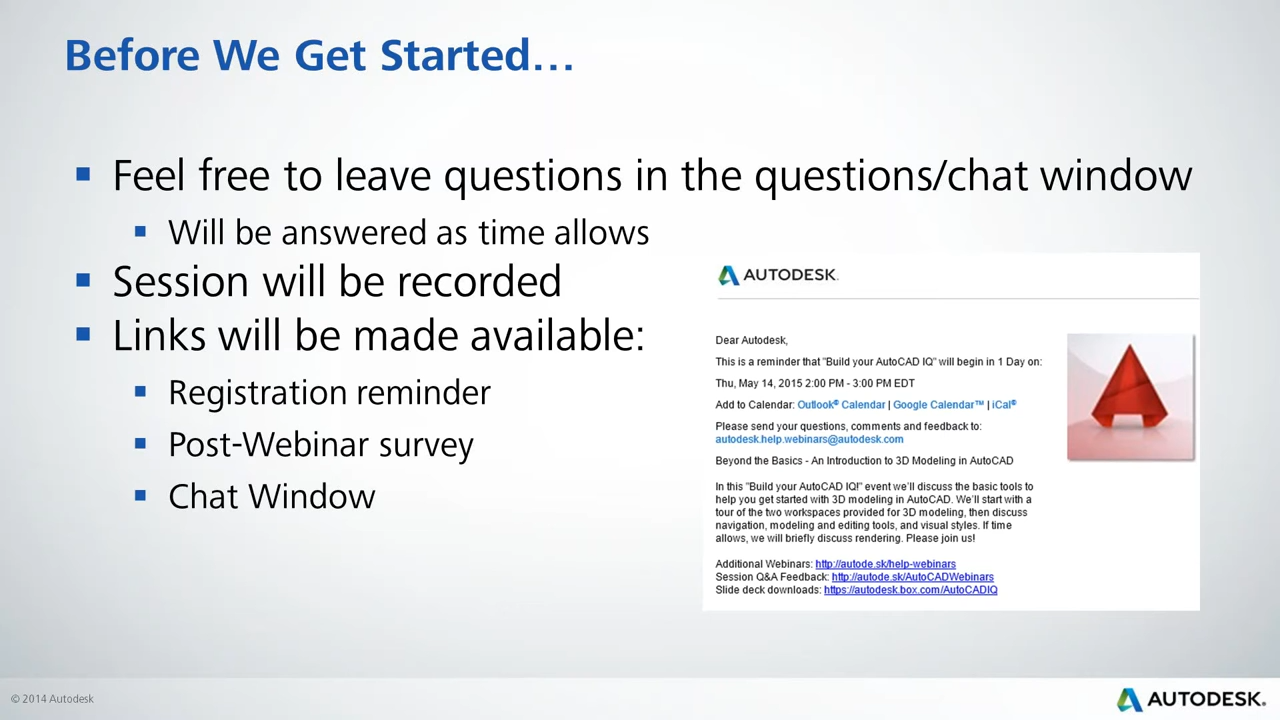 Before We Get Started…
Feel free to leave questions in the questions/chat window
Will be answered as time allows
Session will be recorded
Links will be made available:
Registration reminder
Post-Webinar survey
Chat Window
AUTODESK.
Dear Autodesk,
This is a reminder that "Build your AutoCAD IQ" will begin in 1 Day on:
Thu, May 14, 2015 2:00 PM - 3:00 PM EDT
Add to Calendar: Outlook® Calendar | Google Calendar™ | iCal®
Please send your questions, comments and feedback to:
autodesk.help.webinars@autodesk.com
Beyond the Basics - An Introduction to 3D Modeling in AutoCAD
In this "Build your AutoCAD IQ!" event we'll discuss the basic tools to
help you get started with 3D modeling in AutoCAD. We'll start with a
tour of the two workspaces provided for 3D modeling, then discuss
navigation, modeling and editing tools, and visual styles. If time
allows, we will briefly discuss rendering. Please join us!
Additional Webinars: http://autode.sk/help-webinars
Session Q&A Feedback: http://autode.sk/AutoCADWebinars
Slide deck downloads: https://autodesk.box.com/AutoCADIQ
© 2014 Autodesk
AUTODESK.